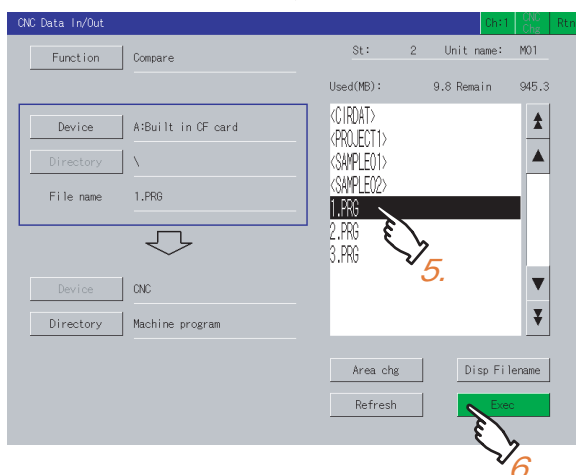 CNC Data In/Out Ch:1 CNC Chg Rtn
Function Compare
St: 2 Unit name: M01
Used(MB): 9.8 Remain 945.3
Device A:Built in CF card
Directory \
File name 1.PRG
<CIRDAT>
<PROJECT1>
<SAMPLE01>
<SAMPLE02>
1.PRG
2.PRG
3.PRG
5.
Device CNC
Directory Machine program
Area chg Disp Filename
Refresh Exec
6